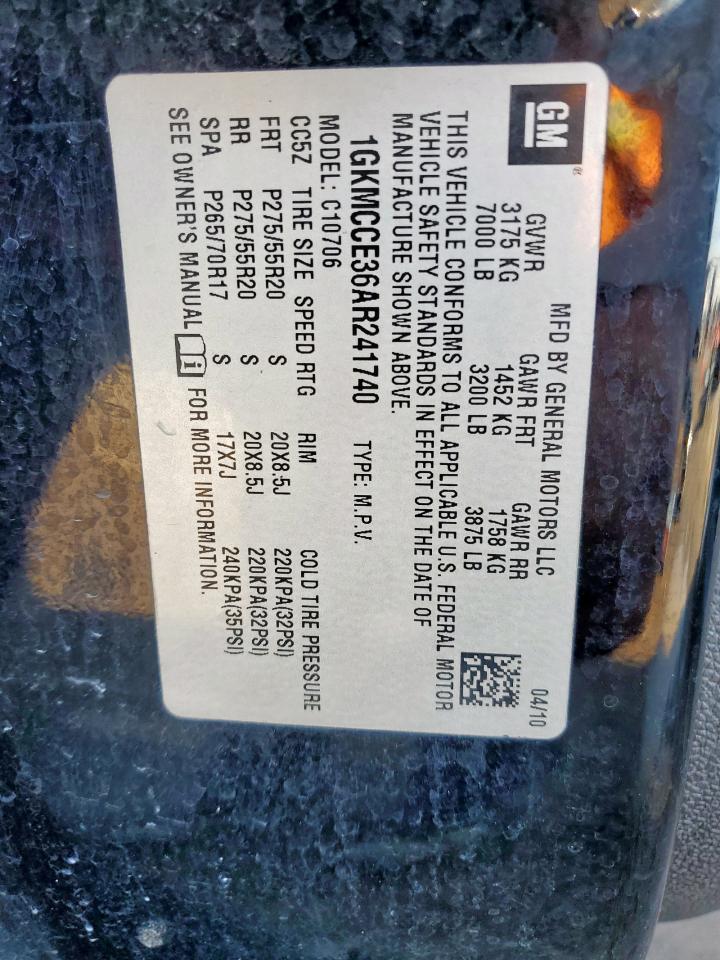 GM ®
MFD BY GENERAL MOTORS LLC 04/10
GVWR GAWR FRT GAWR RR
3175 KG 1452 KG 1758 KG
7000 LB 3200 LB 3875 LB
THIS VEHICLE CONFORMS TO ALL APPLICABLE U.S. FEDERAL MOTOR
VEHICLE SAFETY STANDARDS IN EFFECT ON THE DATE OF
MANUFACTURE SHOWN ABOVE.
1GKMCCE36AR241740 TYPE: M.P.V.
MODEL: C10706
CC5Z TIRE SIZE SPEED RTG RIM COLD TIRE PRESSURE
FRT P275/55R20 S 20X8.5J 220KPA(32PSI)
RR P275/55R20 S 20X8.5J 220KPA(32PSI)
SPA P265/70R17 S 17X7J 240KPA(35PSI)
SEE OWNER'S MANUAL i FOR MORE INFORMATION.